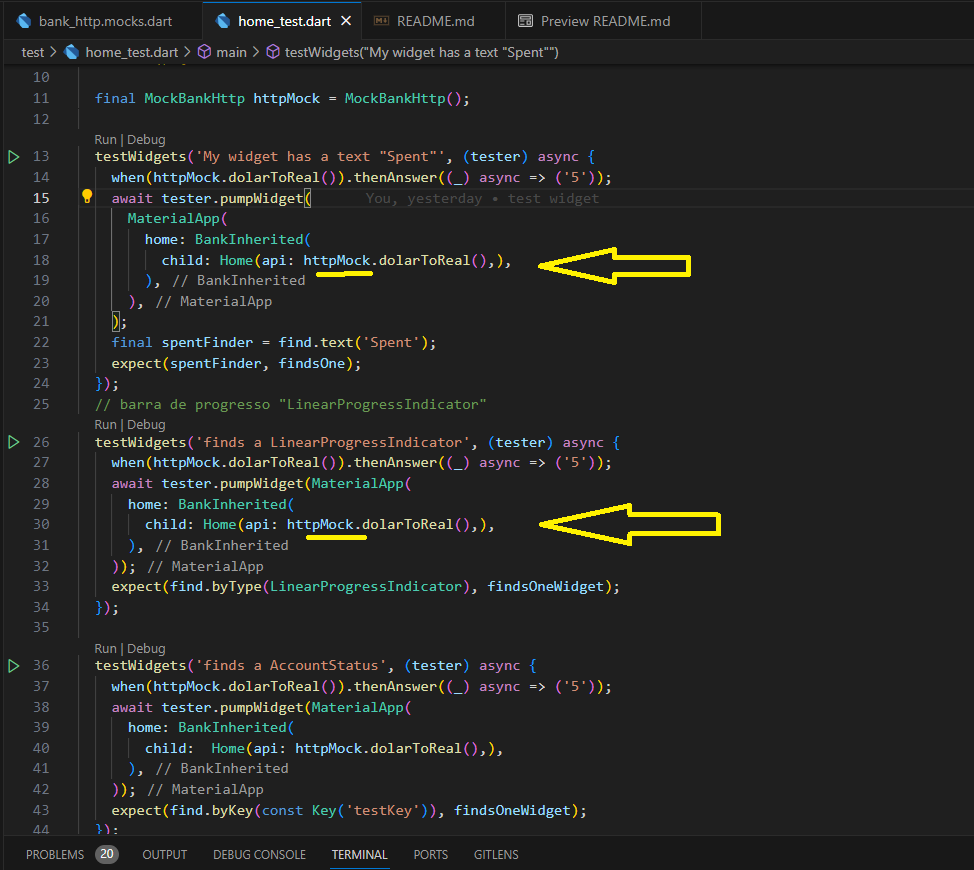 bank_http.mocks.dart home_test.dart README.md Preview README.md
test > home_test.dart > main > testWidgets("My widget has a text "Spent"")
10
11 final MockBankHttp httpMock = MockBankHttp();
12
Run | Debug
13 testWidgets('My widget has a text "Spent"', (tester) async {
14 when(httpMock.dolarToReal()).thenAnswer((_) async => ('5'));
15 await tester.pumpWidget( You, yesterday • test widget
16 MaterialApp(
17 home: BankInherited(
18 child: Home(api: httpMock.dolarToReal(),),
19 ), // BankInherited
20 ), // MaterialApp
21 );
22 final spentFinder = find.text('Spent');
23 expect(spentFinder, findsOne);
24 });
25 // barra de progresso "LinearProgressIndicator"
Run | Debug
26 testWidgets('finds a LinearProgressIndicator', (tester) async {
27 when(httpMock.dolarToReal()).thenAnswer((_) async => ('5'));
28 await tester.pumpWidget(MaterialApp(
29 home: BankInherited(
30 child: Home(api: httpMock.dolarToReal(),),
31 ), // BankInherited
32 )); // MaterialApp
33 expect(find.byType(LinearProgressIndicator), findsOneWidget);
34 });
35
Run | Debug
36 testWidgets('finds a AccountStatus', (tester) async {
37 when(httpMock.dolarToReal()).thenAnswer((_) async => ('5'));
38 await tester.pumpWidget(MaterialApp(
39 home: BankInherited(
40 child:  Home(api: httpMock.dolarToReal(),),
41 ), // BankInherited
42 )); // MaterialApp
43 expect(find.byKey(const Key('testKey')), findsOneWidget);
44 });
PROBLEMS 20 OUTPUT DEBUG CONSOLE TERMINAL PORTS GITLENS